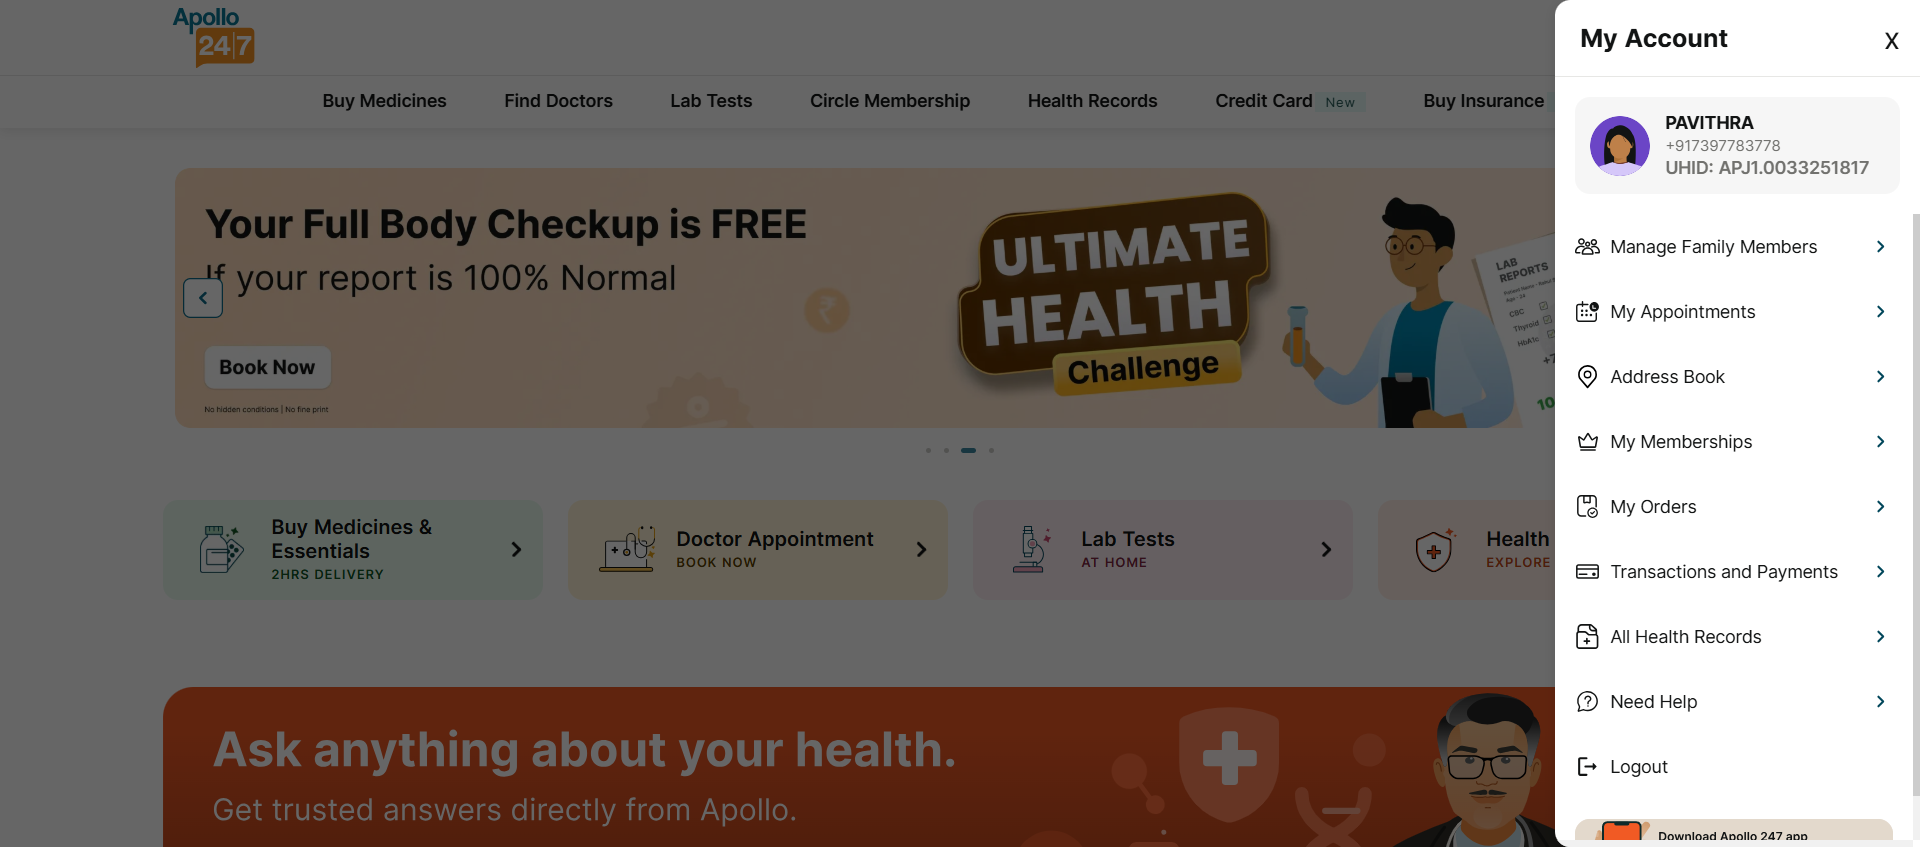 Apollo
24|7
Buy Medicines
Find Doctors
Lab Tests
Circle Membership
Health Records
Credit Card New
Buy Insurance
Your Full Body Checkup is FREE
If your report is 100% Normal
Book Now
No hidden conditions | No fine print
ULTIMATE
HEALTH
Challenge
LAB
REPORTS
CBC
Thyroid
HbA1c
+7
10
Buy Medicines &
Essentials
2HRS DELIVERY
Doctor Appointment
BOOK NOW
Lab Tests
AT HOME
Health
EXPLORE
Ask anything about your health.
Get trusted answers directly from Apollo.
My Account
X
PAVITHRA
+917397783778
UHID: APJ1.0033251817
Manage Family Members
My Appointments
Address Book
My Memberships
My Orders
Transactions and Payments
All Health Records
Need Help
Logout
Download Apollo 247 app